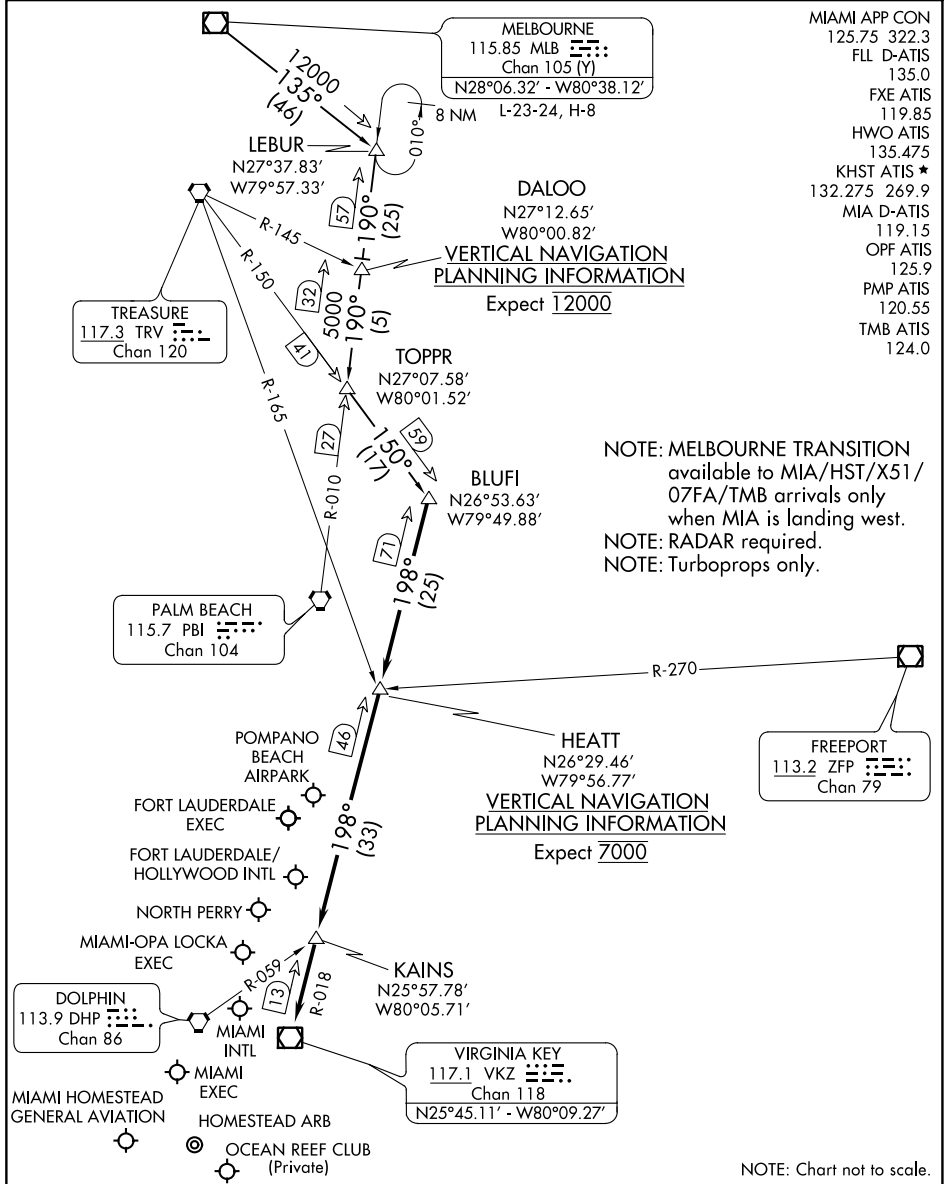 MELBOURNE
115.85 MLB
Chan 105 (Y)
N28°06.32' - W80°38.12'
L-23-24, H-8
MIAMI APP CON
125.75 322.3
FLL D-ATIS
135.0
FXE ATIS
119.85
HWO ATIS
135.475
KHST ATIS ★
132.275 269.9
MIA D-ATIS
119.15
OPF ATIS
125.9
PMP ATIS
120.55
TMB ATIS
124.0
12000
135°
(46)
8 NM
010°
LEBUR
N27°37.83'
W79°57.33'
57
190°
(25)
DALOO
N27°12.65'
W80°00.82'
VERTICAL NAVIGATION
PLANNING INFORMATION
Expect 12000
R-145
R-150
R-165
TREASURE
117.3 TRV
Chan 120
32
5000
190°
(5)
41
TOPPR
N27°07.58'
W80°01.52'
27
R-010
59
150°
(17)
BLUFI
N26°53.63'
W79°49.88'
NOTE: MELBOURNE TRANSITION
available to MIA/HST/X51/
07FA/TMB arrivals only
when MIA is landing west.
NOTE: RADAR required.
NOTE: Turboprops only.
71
198°
(25)
PALM BEACH
115.7 PBI
Chan 104
R-270
FREEPORT
113.2 ZFP
Chan 79
46
HEATT
N26°29.46'
W79°56.77'
VERTICAL NAVIGATION
PLANNING INFORMATION
Expect 7000
198°
(33)
POMPANO
BEACH
AIRPARK
FORT LAUDERDALE
EXEC
FORT LAUDERDALE/
HOLLYWOOD INTL
NORTH PERRY
MIAMI-OPA LOCKA
EXEC
KAINS
N25°57.78'
W80°05.71'
R-059
13
R-018
DOLPHIN
113.9 DHP
Chan 86
MIAMI
INTL
MIAMI
EXEC
VIRGINIA KEY
117.1 VKZ
Chan 118
N25°45.11' - W80°09.27'
MIAMI HOMESTEAD
GENERAL AVIATION
HOMESTEAD ARB
OCEAN REEF CLUB
(Private)
NOTE: Chart not to scale.